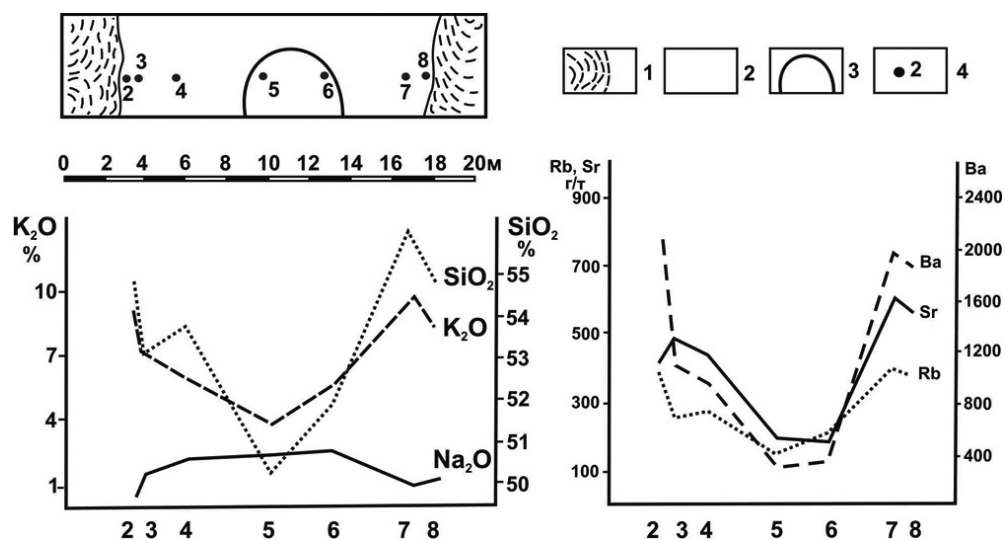 3 8
2 4 5 6 7
1 2 3 2 4
0 2 4 6 8 10 12 14 16 18 20м
K₂O
%
10
7
4
1
SiO₂
%
55
54
53
52
51
50
SiO₂
K₂O
Na₂O
2 3 4 5 6 7 8
Rb, Sr
г/т
900
700
500
300
100
Ba
2400
2000
1600
1200
800
400
Ba
Sr
Rb
2 3 4 5 6 7 8